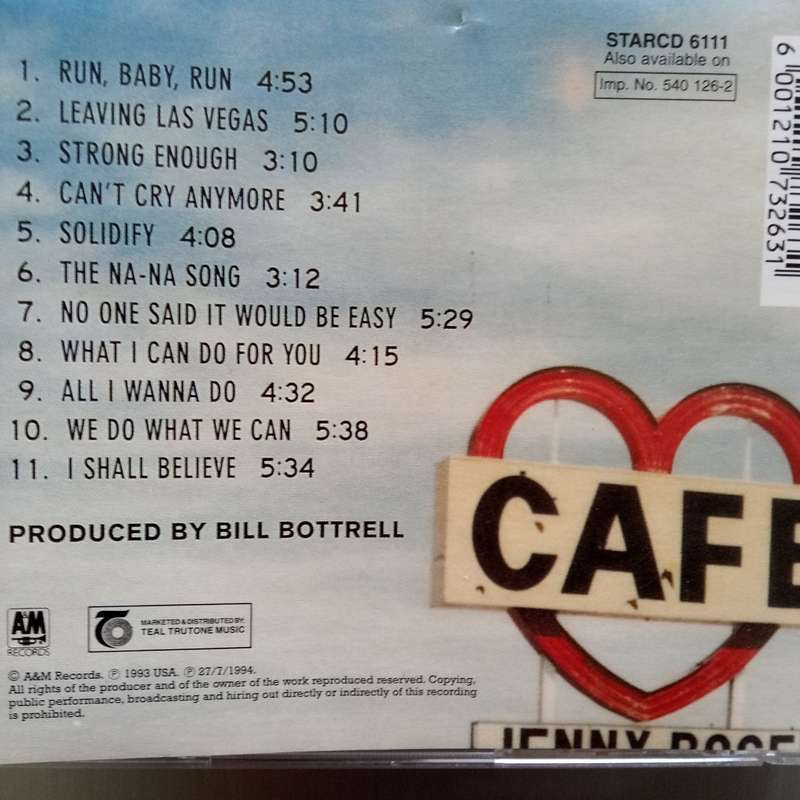 1. RUN, BABY, RUN 4:53
2. LEAVING LAS VEGAS 5:10
3. STRONG ENOUGH 3:10
4. CAN'T CRY ANYMORE 3:41
5. SOLIDIFY 4:08
6. THE NA-NA SONG 3:12
7. NO ONE SAID IT WOULD BE EASY 5:29
8. WHAT I CAN DO FOR YOU 4:15
9. ALL I WANNA DO 4:32
10. WE DO WHAT WE CAN 5:38
11. I SHALL BELIEVE 5:34
PRODUCED BY BILL BOTTRELL
STARCD 6111
Also available on
Imp. No. 540 126-2
6 001210 732631
CAFE
JENNY
A&M
RECORDS
MARKETED & DISTRIBUTED BY:
TEAL TRUTONE MUSIC
© A&M Records. ℗ 1993 USA. ℗ 27/7/1994.
All rights of the producer and of the owner of the work reproduced reserved. Copying,
public performance, broadcasting and hiring out directly or indirectly of this recording
is prohibited.